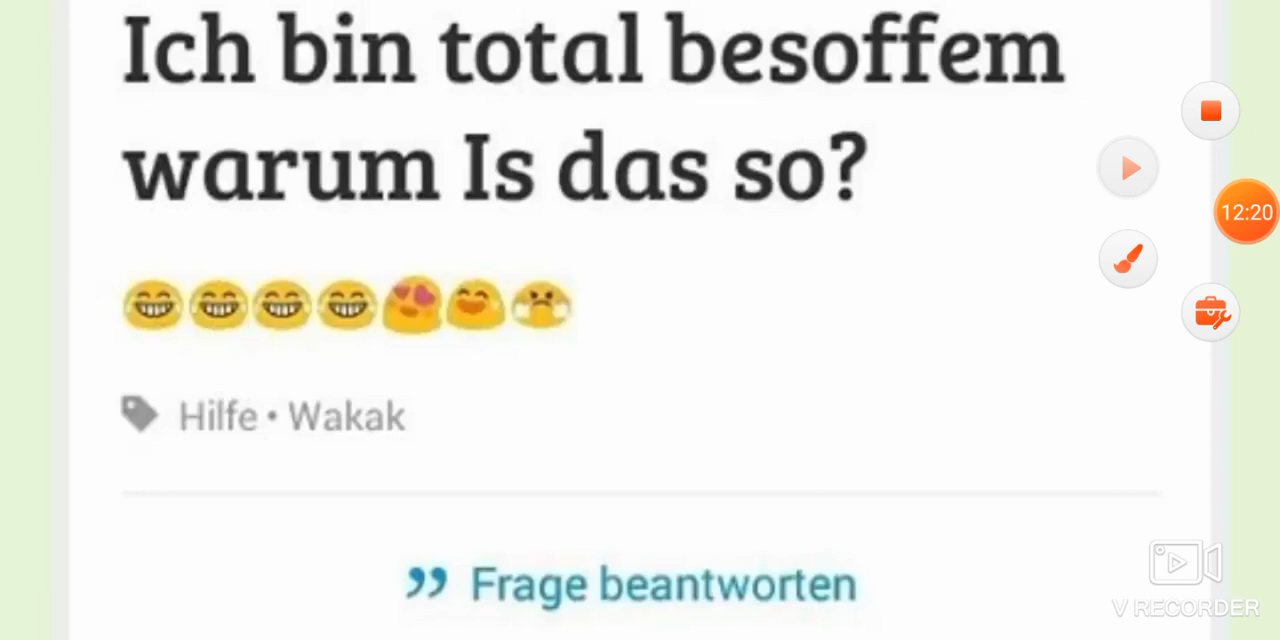 Ich bin total besoffem
warum Is das so?
😁😁😁😁😍😄😤
Hilfe • Wakak
12:20
” Frage beantworten
V RECORDER